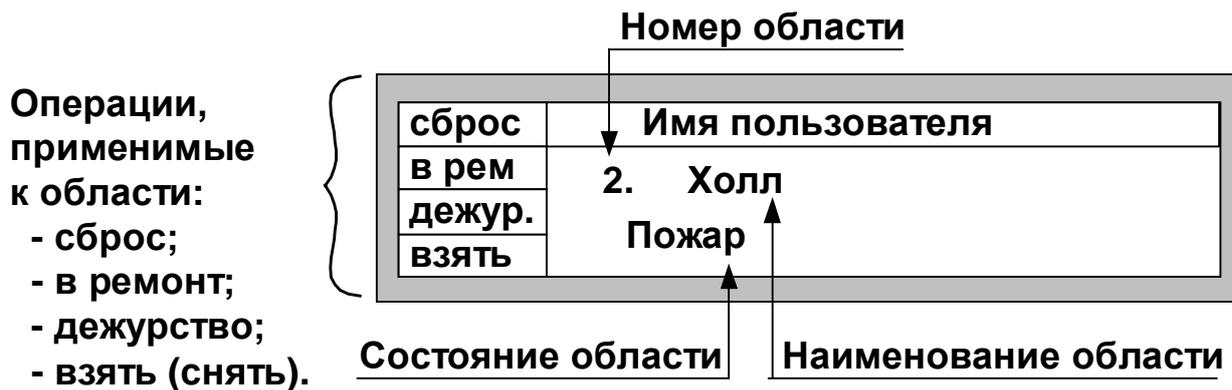 Номер области
Операции,
применимые
к области:
- сброс;
- в ремонт;
- дежурство;
- взять (снять).
сброс
Имя пользователя
в рем
2. Холл
дежур.
Пожар
взять
Состояние области
Наименование области